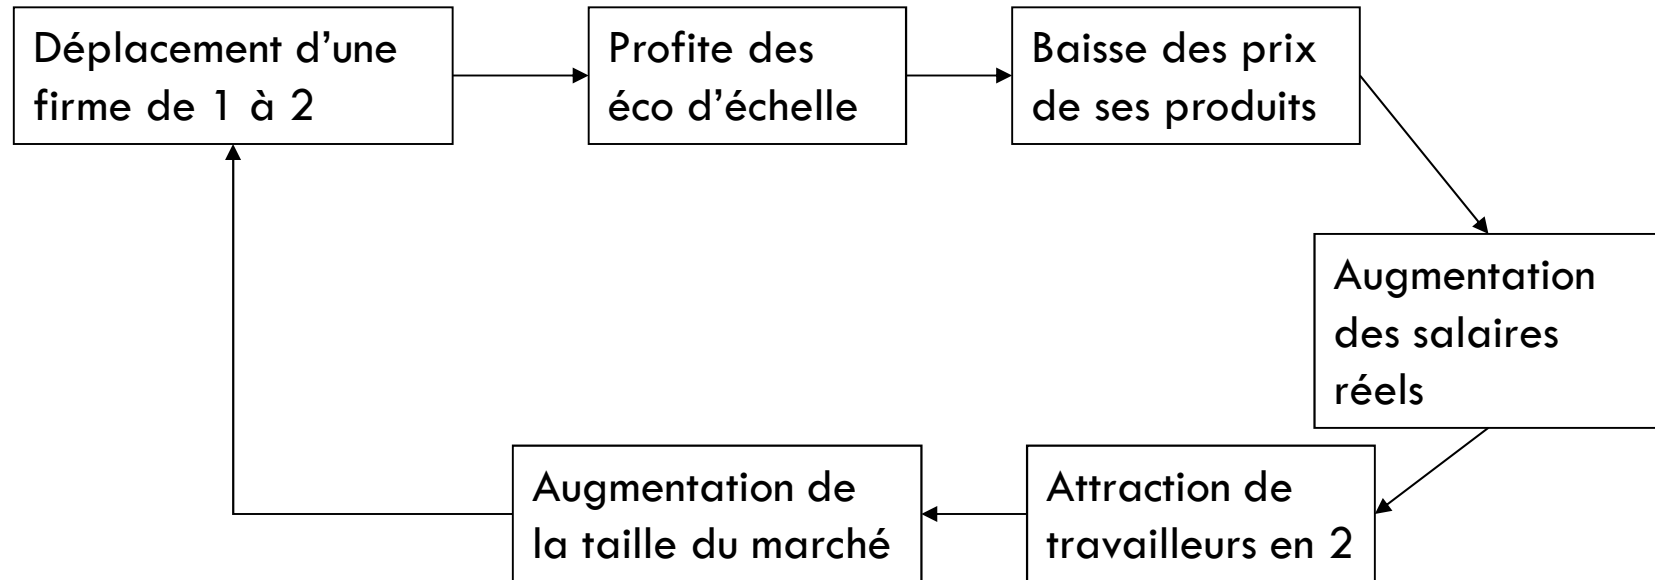 Déplacement d’une
firme de 1 à 2
Profite des
éco d’échelle
Baisse des prix
de ses produits
Augmentation
des salaires
réels
Attraction de
travailleurs en 2
Augmentation de
la taille du marché